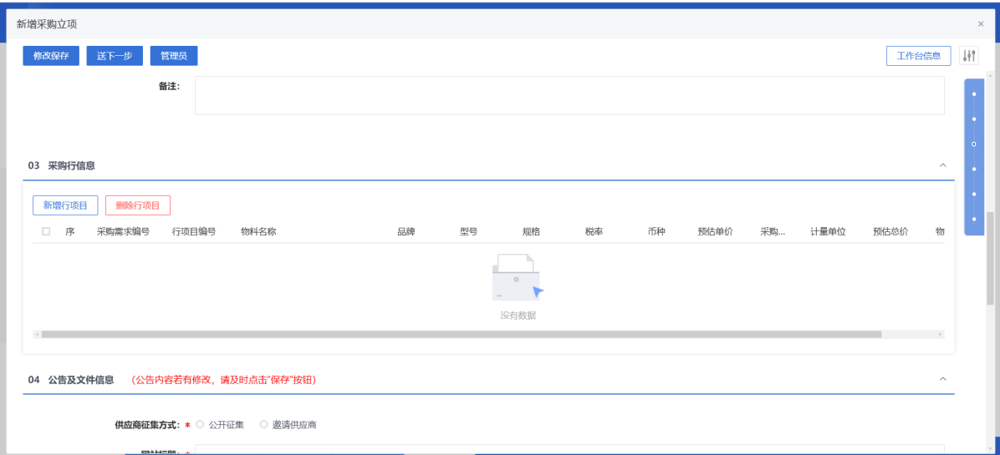 新增采购立项
修改保存 送下一步 管理员 工作台信息
备注:
03 采购行信息
新增行项目 删除行项目
序 采购需求编号 行项目编号 物料名称 品牌 型号 规格 税率 币种 预估单价 采购... 计量单位 预估总价 物
没有数据
04 公告及文件信息 (公告内容若有修改，请及时点击"保存"按钮)
供应商征集方式: * 公开征集 邀请供应商
网站标题: *